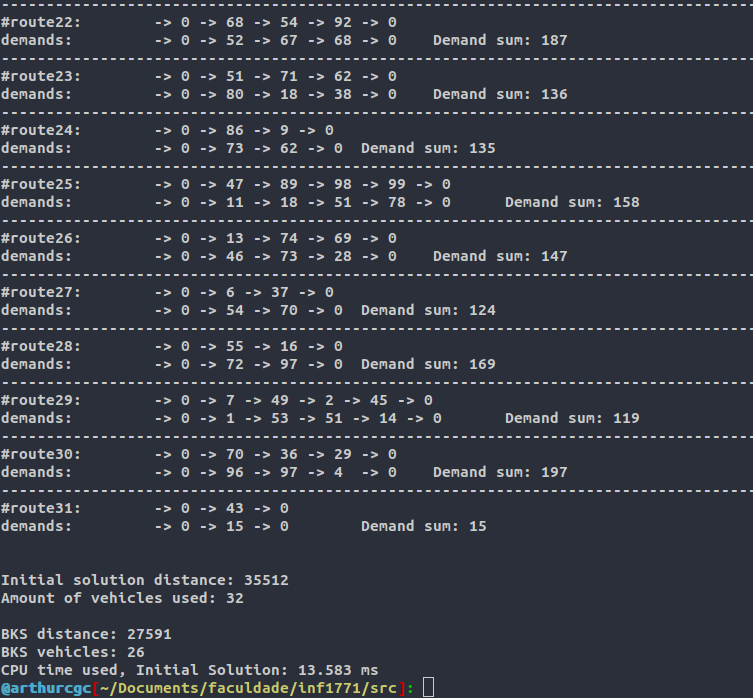 --------------------------------------------------------------------------------
#route22: -> 0 -> 68 -> 54 -> 92 -> 0
demands: -> 0 -> 52 -> 67 -> 68 -> 0 Demand sum: 187
--------------------------------------------------------------------------------
#route23: -> 0 -> 51 -> 71 -> 62 -> 0
demands: -> 0 -> 80 -> 18 -> 38 -> 0 Demand sum: 136
--------------------------------------------------------------------------------
#route24: -> 0 -> 86 -> 9 -> 0
demands: -> 0 -> 73 -> 62 -> 0 Demand sum: 135
--------------------------------------------------------------------------------
#route25: -> 0 -> 47 -> 89 -> 98 -> 99 -> 0
demands: -> 0 -> 11 -> 18 -> 51 -> 78 -> 0 Demand sum: 158
--------------------------------------------------------------------------------
#route26: -> 0 -> 13 -> 74 -> 69 -> 0
demands: -> 0 -> 46 -> 73 -> 28 -> 0 Demand sum: 147
--------------------------------------------------------------------------------
#route27: -> 0 -> 6 -> 37 -> 0
demands: -> 0 -> 54 -> 70 -> 0 Demand sum: 124
--------------------------------------------------------------------------------
#route28: -> 0 -> 55 -> 16 -> 0
demands: -> 0 -> 72 -> 97 -> 0 Demand sum: 169
--------------------------------------------------------------------------------
#route29: -> 0 -> 7 -> 49 -> 2 -> 45 -> 0
demands: -> 0 -> 1 -> 53 -> 51 -> 14 -> 0 Demand sum: 119
--------------------------------------------------------------------------------
#route30: -> 0 -> 70 -> 36 -> 29 -> 0
demands: -> 0 -> 96 -> 97 -> 4 -> 0 Demand sum: 197
--------------------------------------------------------------------------------
#route31: -> 0 -> 43 -> 0
demands: -> 0 -> 15 -> 0 Demand sum: 15
Initial solution distance: 35512
Amount of vehicles used: 32
BKS distance: 27591
BKS vehicles: 26
CPU time used, Initial Solution: 13.583 ms
@arthurcgc[~/Documents/faculdade/inf1771/src]: